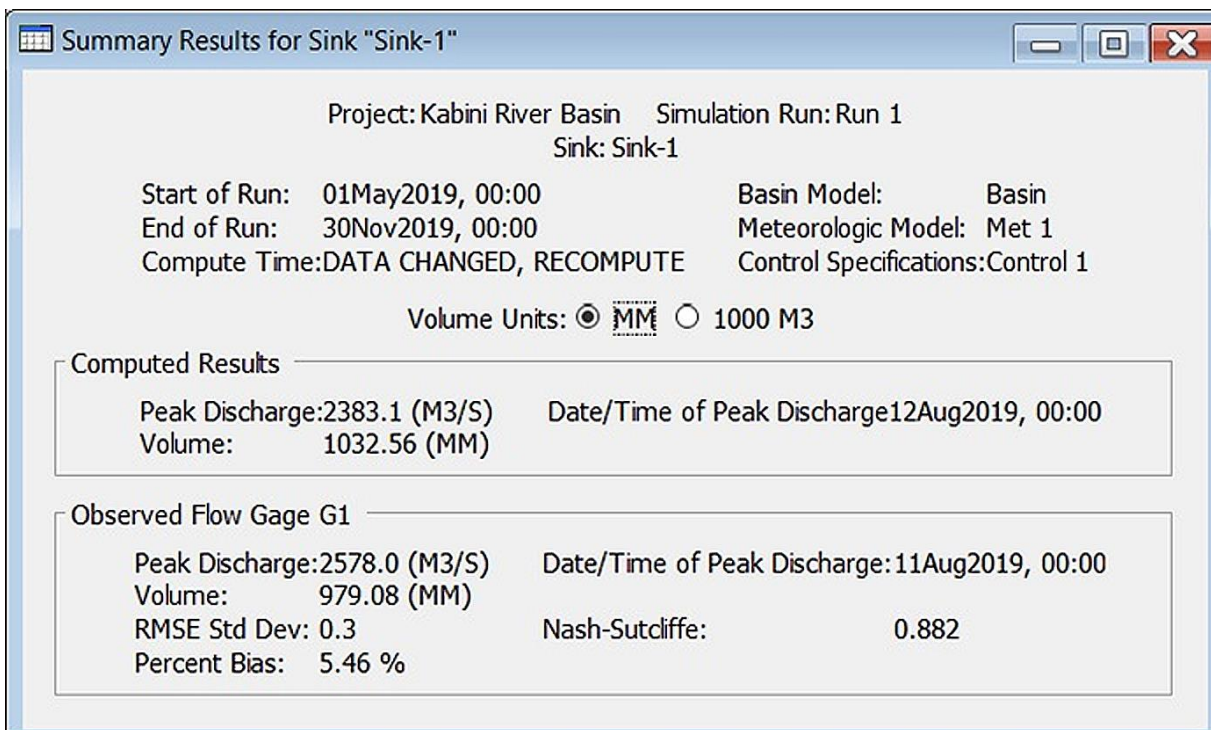 Summary Results for Sink "Sink-1"
Project: Kabini River Basin Simulation Run: Run 1
Sink: Sink-1
Start of Run: 01May2019, 00:00 Basin Model: Basin
End of Run: 30Nov2019, 00:00 Meteorologic Model: Met 1
Compute Time:DATA CHANGED, RECOMPUTE Control Specifications:Control 1
Volume Units: MM 1000 M3
Computed Results
Peak Discharge:2383.1 (M3/S) Date/Time of Peak Discharge12Aug2019, 00:00
Volume: 1032.56 (MM)
Observed Flow Gage G1
Peak Discharge:2578.0 (M3/S) Date/Time of Peak Discharge:11Aug2019, 00:00
Volume: 979.08 (MM)
RMSE Std Dev: 0.3 Nash-Sutcliffe: 0.882
Percent Bias: 5.46 %